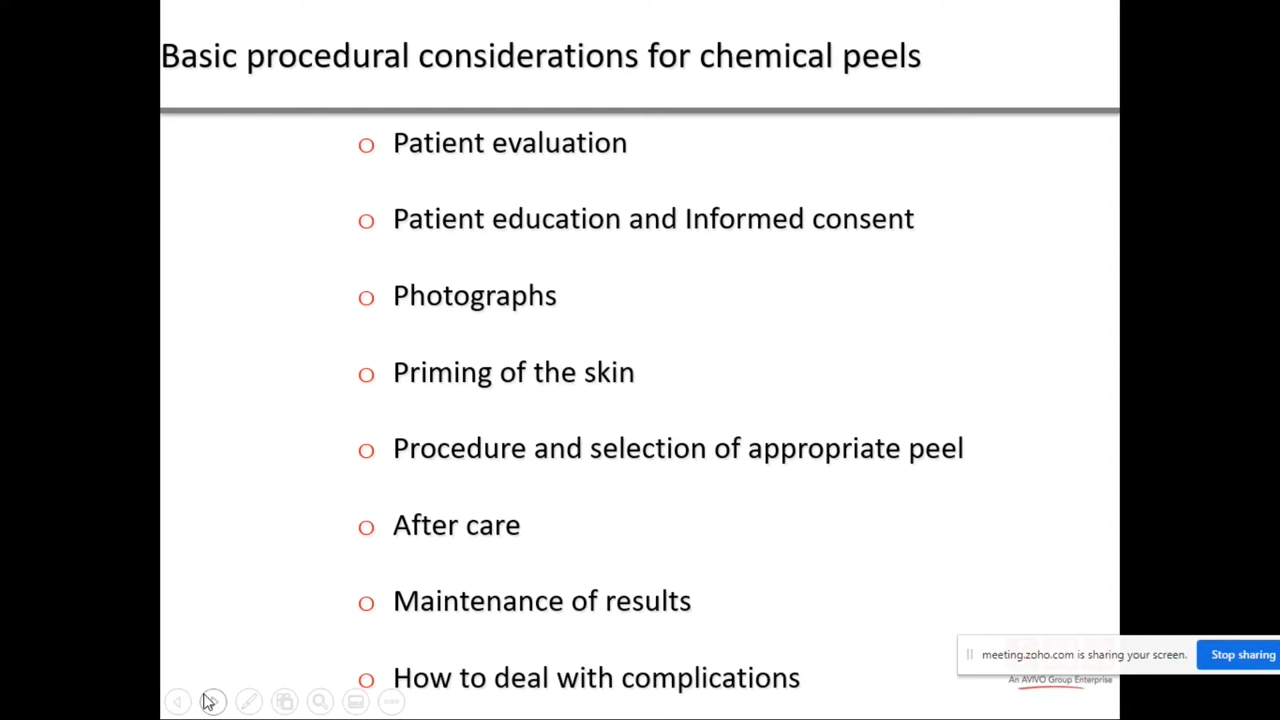 Basic procedural considerations for chemical peels
Patient evaluation
Patient education and Informed consent
Photographs
Priming of the skin
Procedure and selection of appropriate peel
After care
Maintenance of results
meeting.zoho.com is sharing your screen.
Stop sharing
How to deal with complications
An AVIVO Group Enterprise